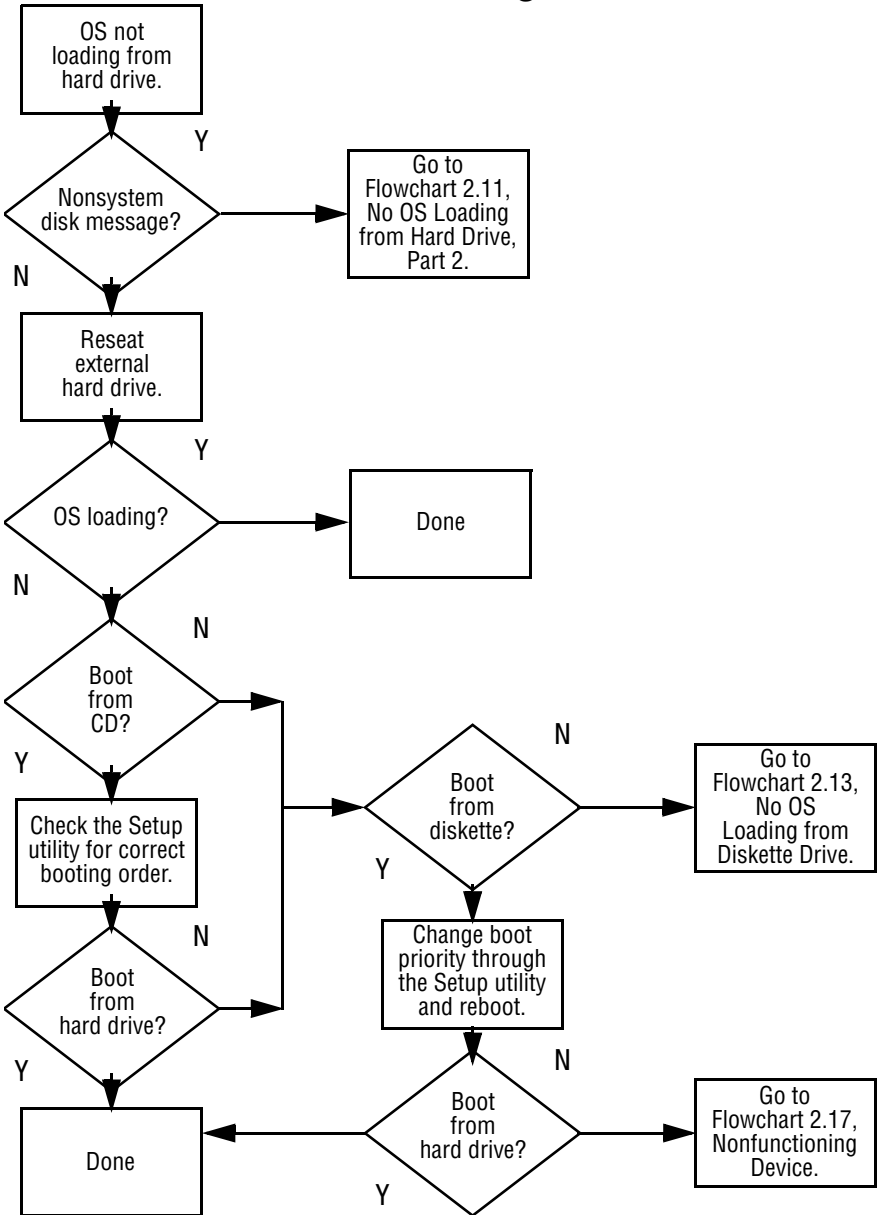 OS not
loading from
hard drive.
Y
Nonsystem
disk message?
Go to
Flowchart 2.11,
No OS Loading
from Hard Drive,
Part 2.
N
Reseat
external
hard drive.
Y
OS loading?
Done
N
N
Boot
from
CD?
Y
Boot
from
diskette?
N
Go to
Flowchart 2.13,
No OS
Loading from
Diskette Drive.
Y
Check the Setup
utility for correct
booting order.
N
Boot
from
hard drive?
Y
Change boot
priority through
the Setup utility
and reboot.
N
Boot
from
hard drive?
Y
Go to
Flowchart 2.17,
Nonfunctioning
Device.
Done